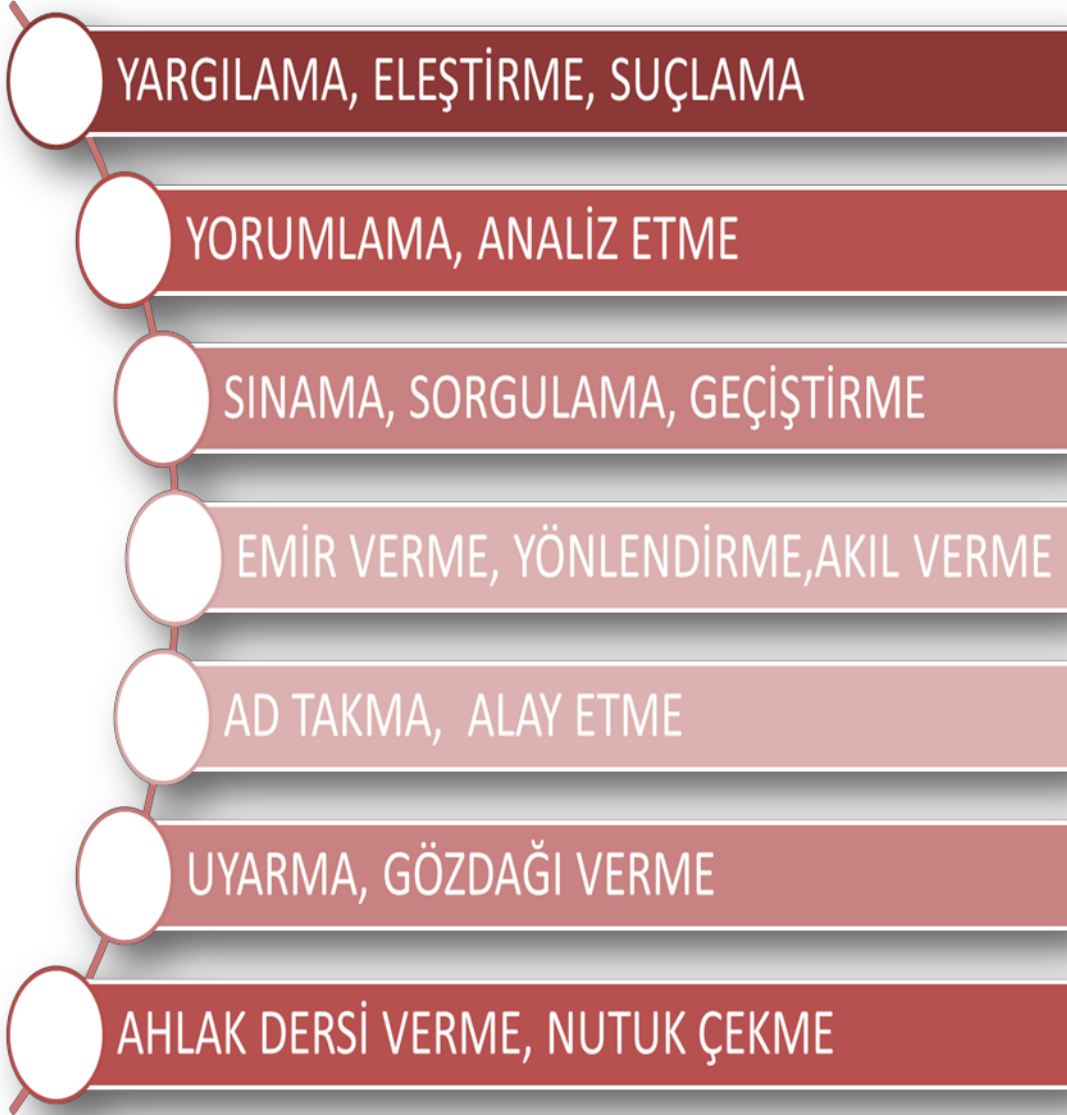 YARGILAMA, ELEŞTİRME, SUÇLAMA
YORUMLAMA, ANALİZ ETME
SINAMA, SORGULAMA, GEÇİŞTİRME
EMİR VERME, YÖNLENDİRME,AKIL VERME
AD TAKMA,  ALAY ETME
UYARMA, GÖZDAĞI VERME
AHLAK DERSİ VERME, NUTUK ÇEKME